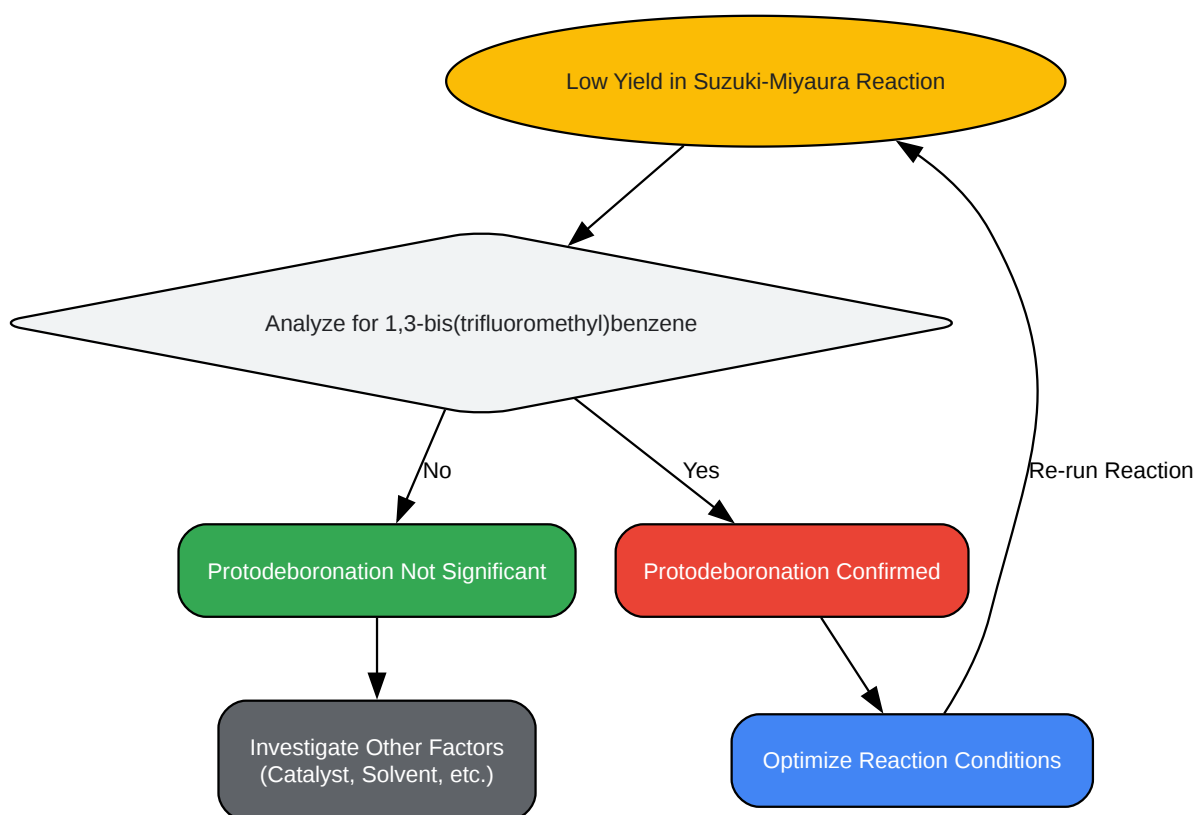 Low Yield in Suzuki-Miyaura Reaction
Analyze for 1,3-bis(trifluoromethyl)benzene
No
Yes
Re-run Reaction
Protodeboronation Not Significant
Protodeboronation Confirmed
Investigate Other Factors
(Catalyst, Solvent, etc.)
Optimize Reaction Conditions